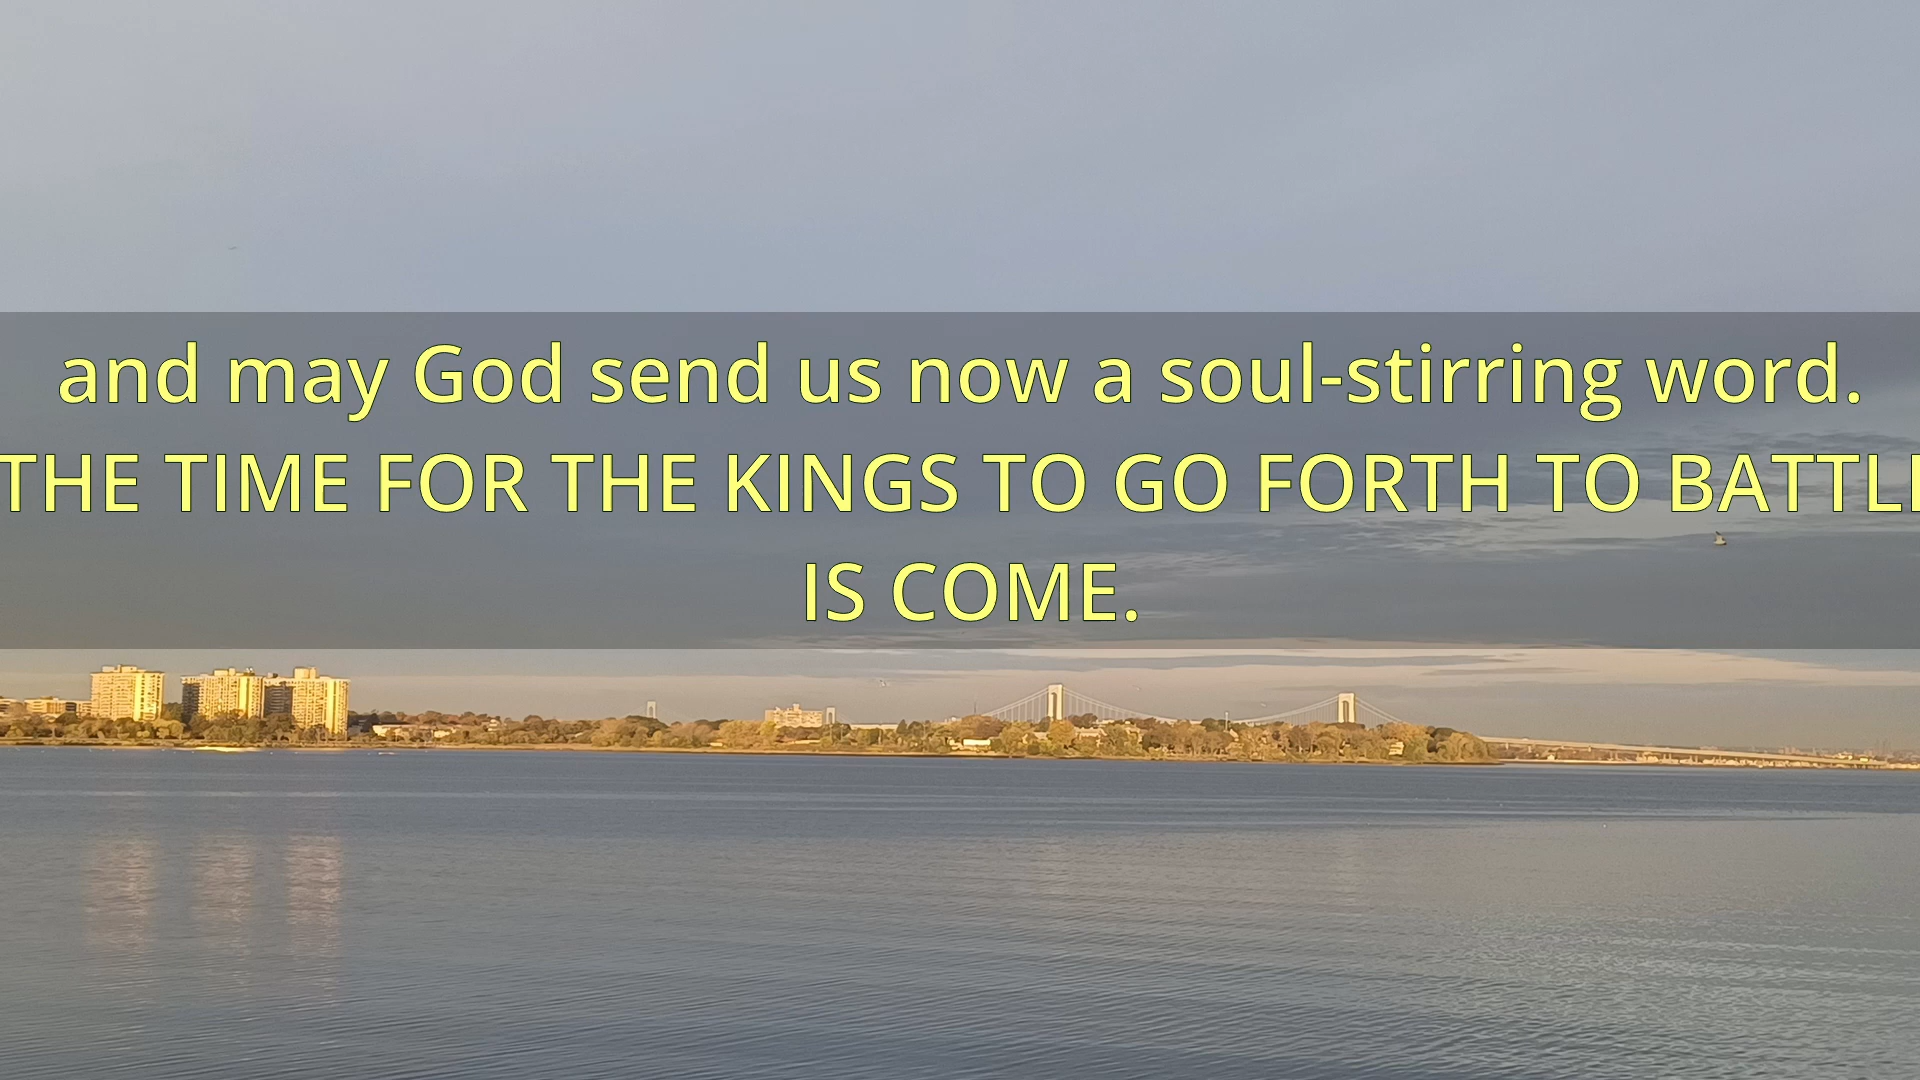 and may God send us now a soul-stirring word.
THE TIME FOR THE KINGS TO GO FORTH TO BATTLE
IS COME.